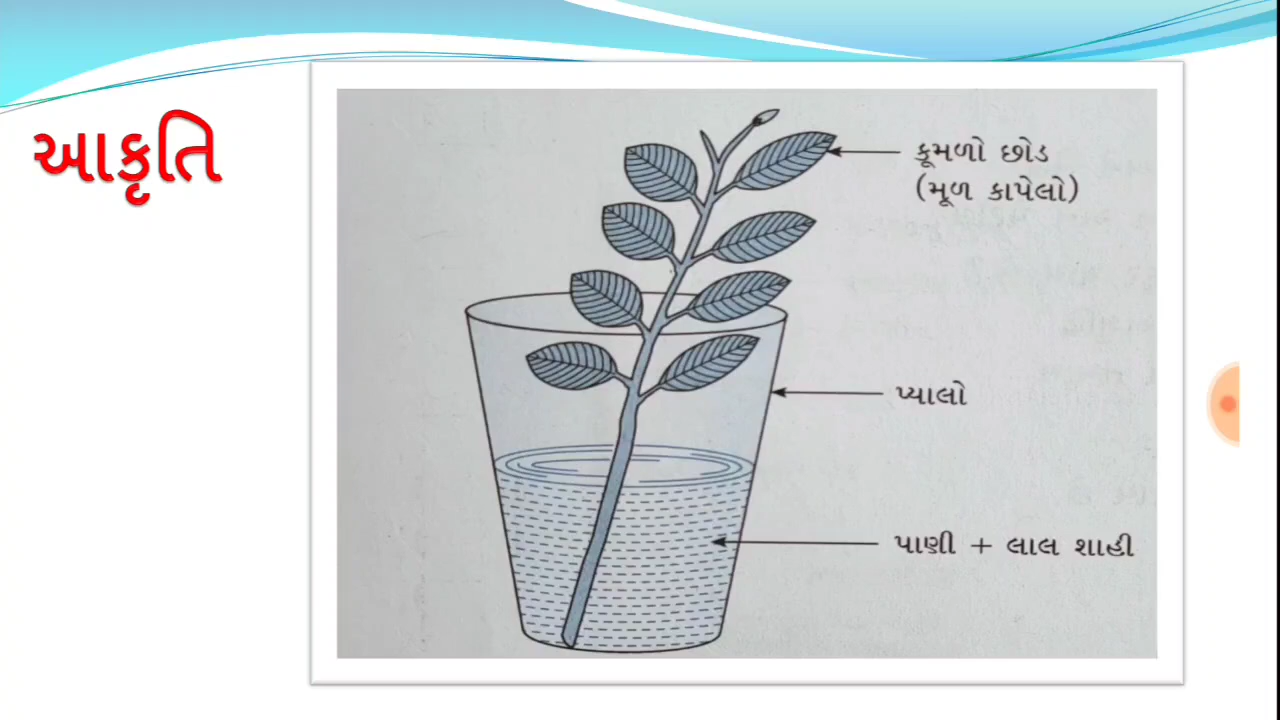 આકૃતિ
કૂમળો છોડ
(મૂળ કાપેલો)
પ્યાલો
પાણી + લાલ શાહી